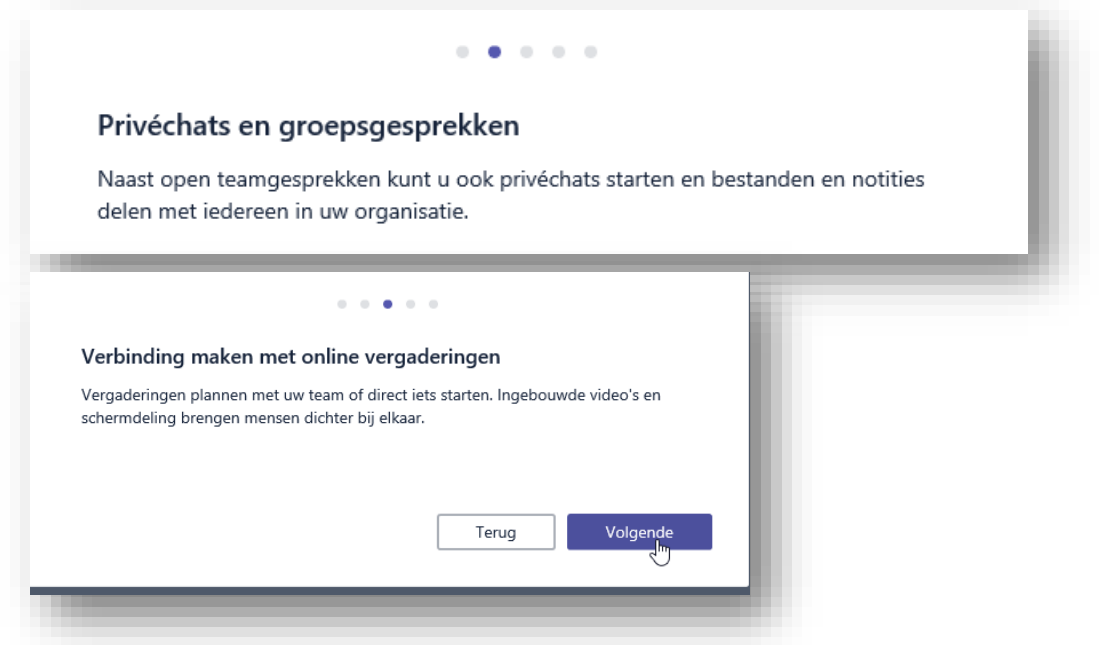 Privéchats en groepsgesprekken
Naast open teamgesprekken kunt u ook privéchats starten en bestanden en notities
delen met iedereen in uw organisatie.
Verbinding maken met online vergaderingen
Vergaderingen plannen met uw team of direct iets starten. Ingebouwde video's en
schermdeling brengen mensen dichter bij elkaar.
Terug
Volgende